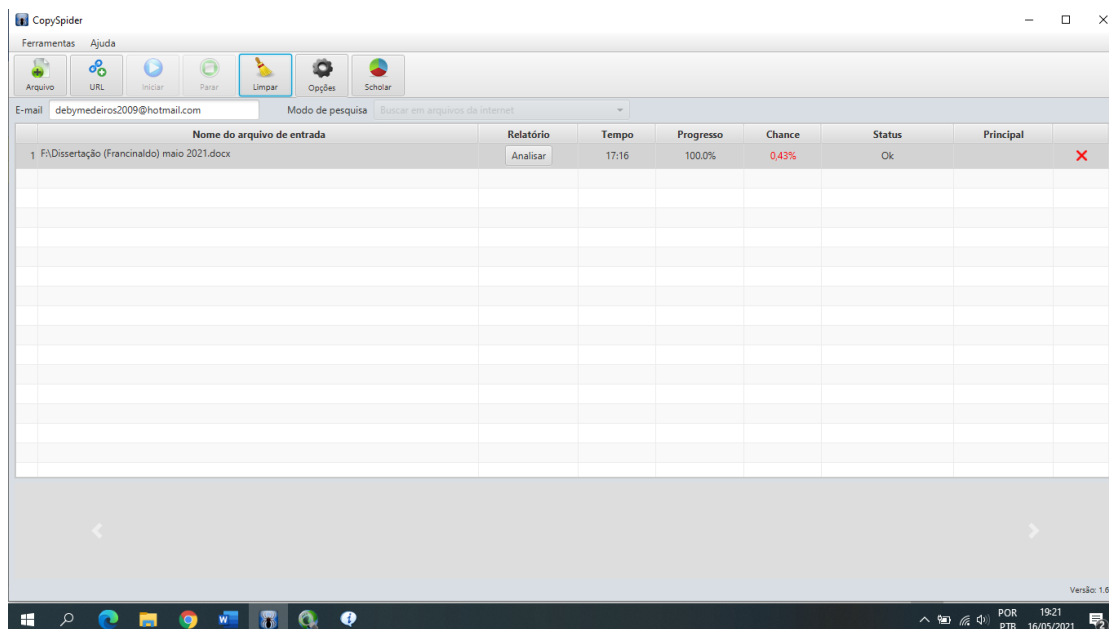 CopySpider
Ferramentas Ajuda
Arquivo URL Iniciar Parar Limpar Opções Scholar
E-mail debymedeiros2009@hotmail.com Modo de pesquisa Buscar em arquivos da internet
Nome do arquivo de entrada Relatório Tempo Progresso Chance Status Principal
1 F:\Dissertação (Francinaldo) maio 2021.docx Analisar 17:16 100.0% 0,43% Ok
Versão: 1.6
POR 19:21
PTB 16/05/2021 2